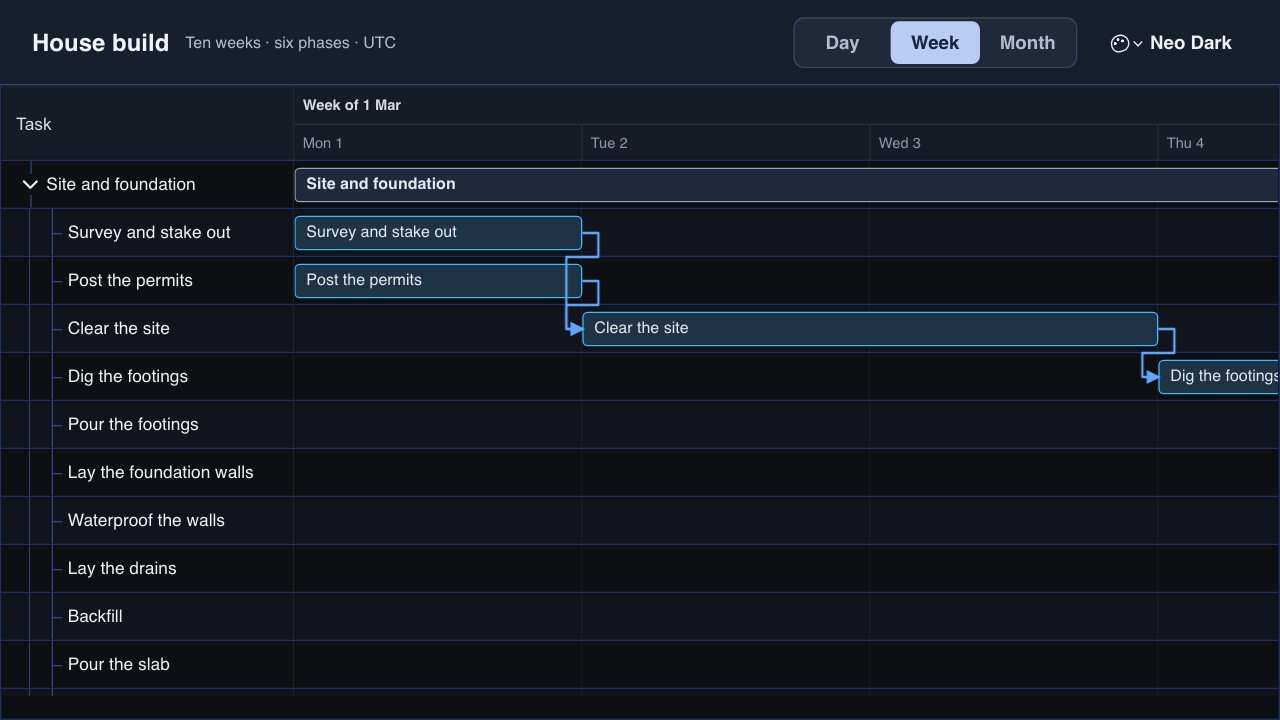 House build
Ten weeks · six phases · UTC
Day
Week
Month
Neo Dark
Task
Week of 1 Mar
Mon 1
Tue 2
Wed 3
Thu 4
Site and foundation
Site and foundation
Survey and stake out
Survey and stake out
Post the permits
Post the permits
Clear the site
Clear the site
Dig the footings
Dig the footings
Pour the footings
Lay the foundation walls
Waterproof the walls
Lay the drains
Backfill
Pour the slab